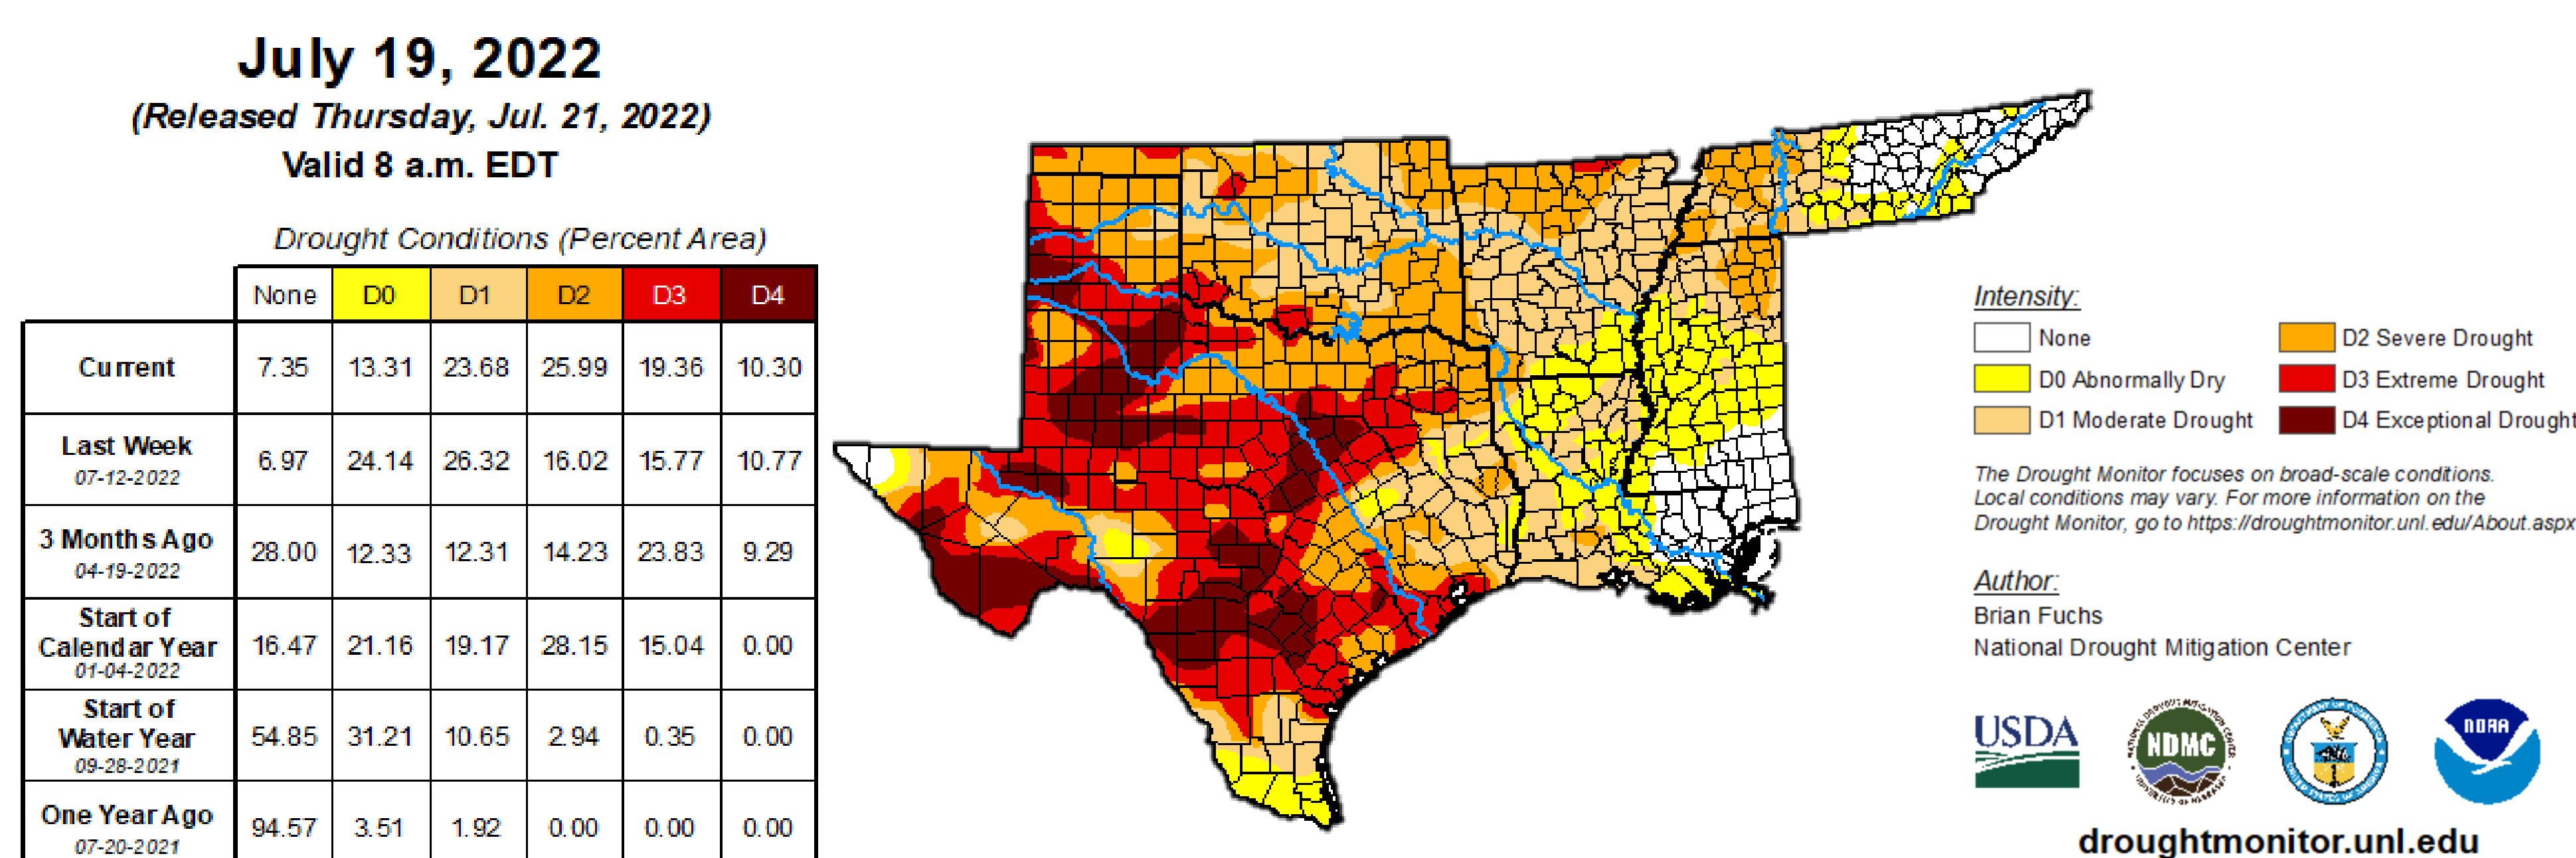 July 19, 2022
(Released Thursday, Jul. 21, 2022)
Valid 8 a.m. EDT
Drought Conditions (Percent Area)
None D0 D1 D2 D3 D4
Current 7.35 13.31 23.68 25.99 19.36 10.30
Last Week
07-12-2022
6.97 24.14 26.32 16.02 15.77 10.77
3 Months Ago
04-19-2022
28.00 12.33 12.31 14.23 23.83 9.29
Start of
Calendar Year
01-04-2022
16.47 21.16 19.17 28.15 15.04 0.00
Start of
Water Year
09-28-2021
54.85 31.21 10.65 2.94 0.35 0.00
One Year Ago
07-20-2021
94.57 3.51 1.92 0.00 0.00 0.00
Intensity:
None
D0 Abnormally Dry
D1 Moderate Drought
D2 Severe Drought
D3 Extreme Drought
D4 Exceptional Drought
The Drought Monitor focuses on broad-scale conditions.
Local conditions may vary. For more information on the
Drought Monitor, go to https://droughtmonitor.unl.edu/About.aspx
Author:
Brian Fuchs
National Drought Mitigation Center
USDA
NDMC
NOAA
droughtmonitor.unl.edu